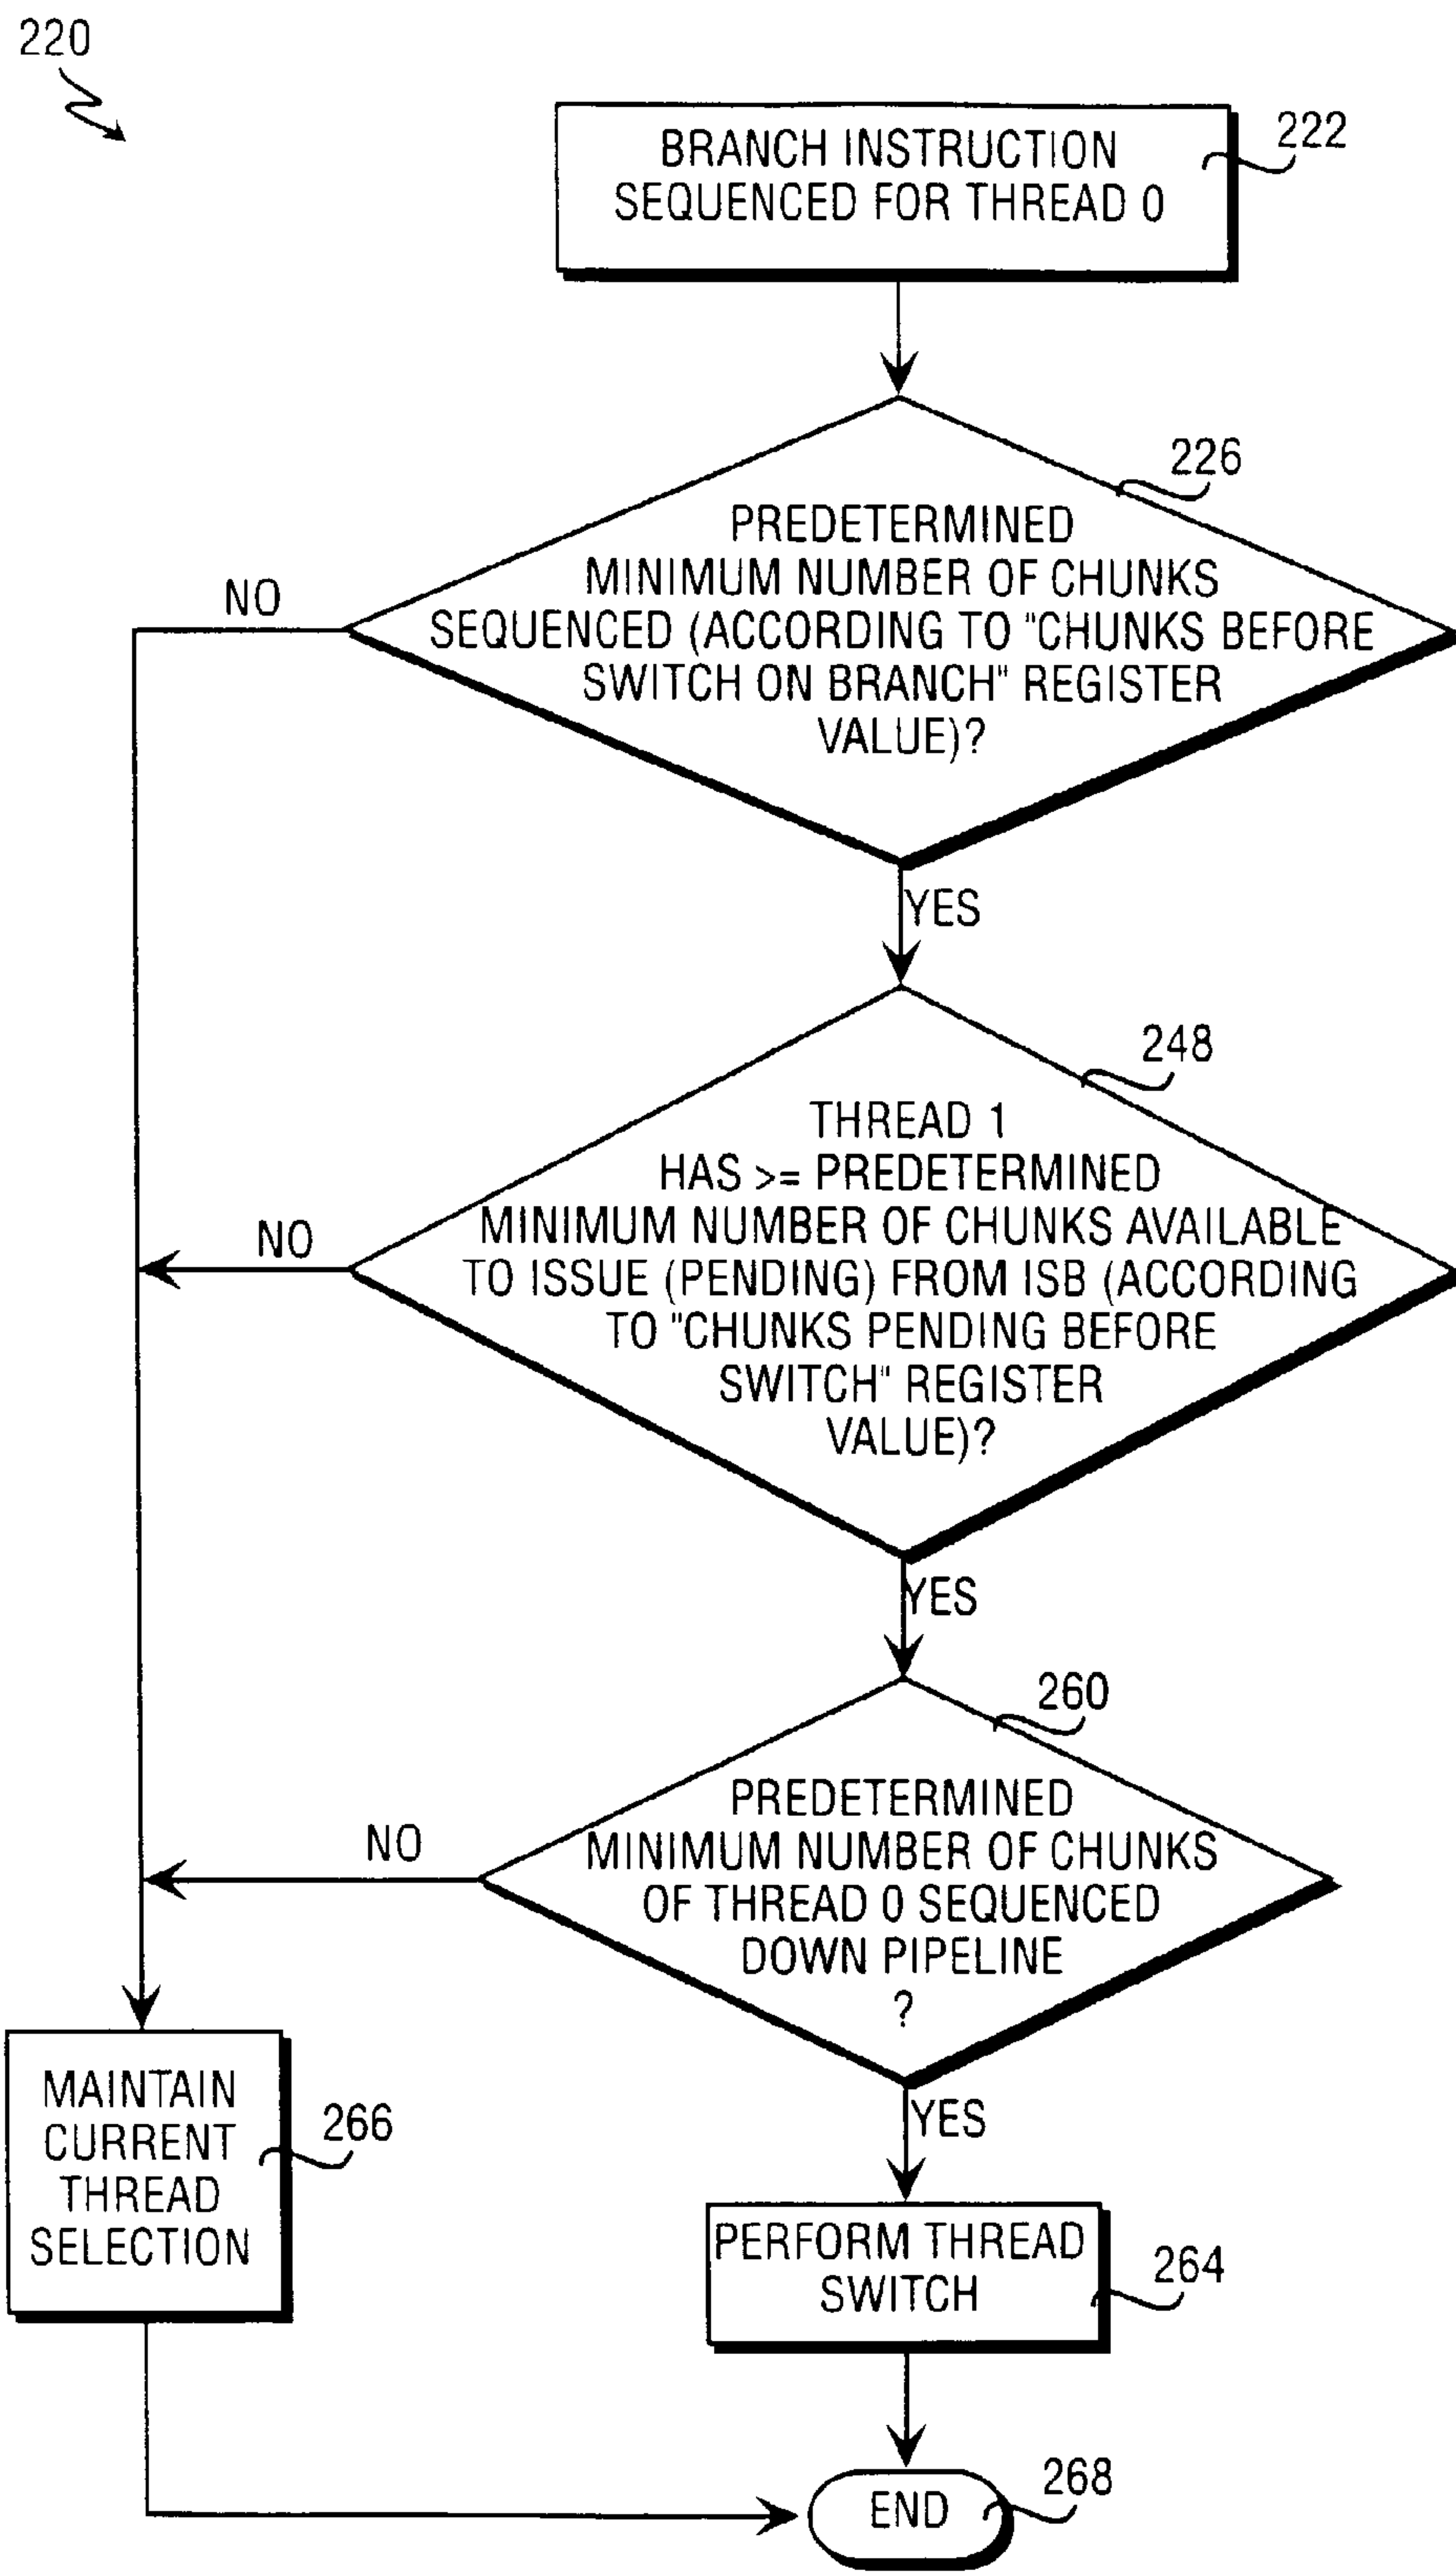 220
BRANCH INSTRUCTION
SEQUENCED FOR THREAD 0
222
226
PREDETERMINED
MINIMUM NUMBER OF CHUNKS
SEQUENCED (ACCORDING TO "CHUNKS BEFORE
SWITCH ON BRANCH" REGISTER
VALUE)?
NO
YES
248
THREAD 1
HAS >= PREDETERMINED
MINIMUM NUMBER OF CHUNKS AVAILABLE
TO ISSUE (PENDING) FROM ISB (ACCORDING
TO "CHUNKS PENDING BEFORE
SWITCH" REGISTER
VALUE)?
NO
YES
260
PREDETERMINED
MINIMUM NUMBER OF CHUNKS
OF THREAD 0 SEQUENCED
DOWN PIPELINE
?
NO
YES
MAINTAIN
CURRENT
THREAD
SELECTION
266
PERFORM THREAD
SWITCH
264
END
268